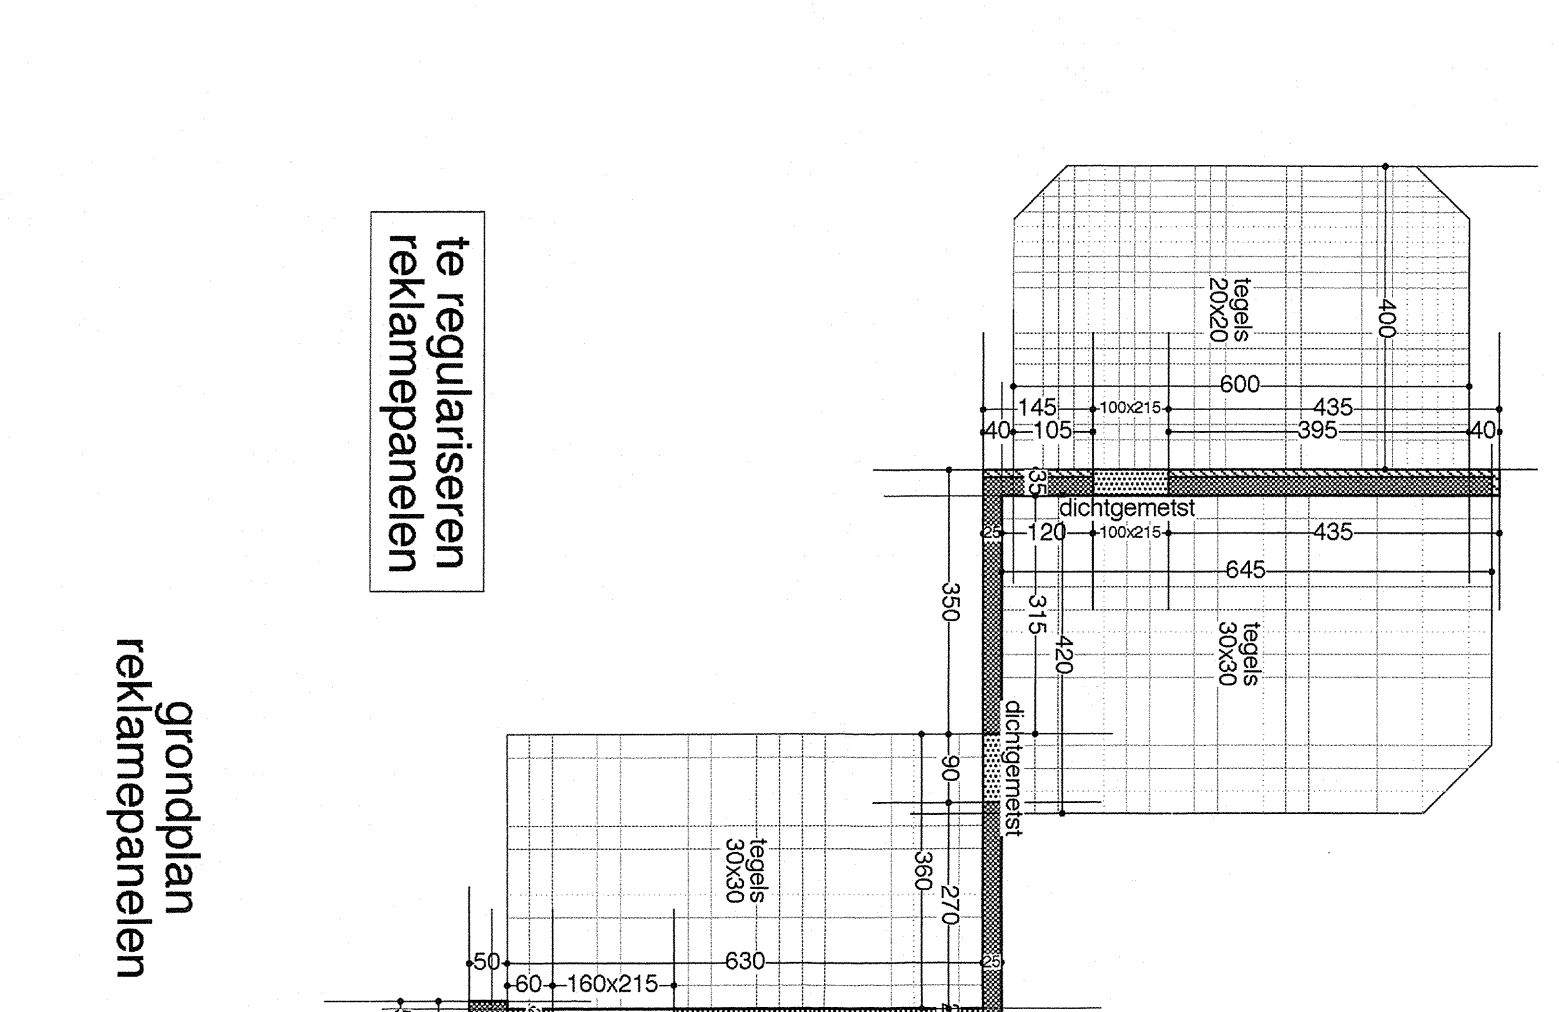 te regulariseren
reklamepanelen
grondplan
reklamepanelen
tegels
20x20
400
600
145
100x215
435
40
105
395
40
35
dichtgemetst
25
120
100x215
435
645
350
315
420
tegels
30x30
dichtgemetst
90
tegels
30x30
360
270
50
630
25
60
160x215